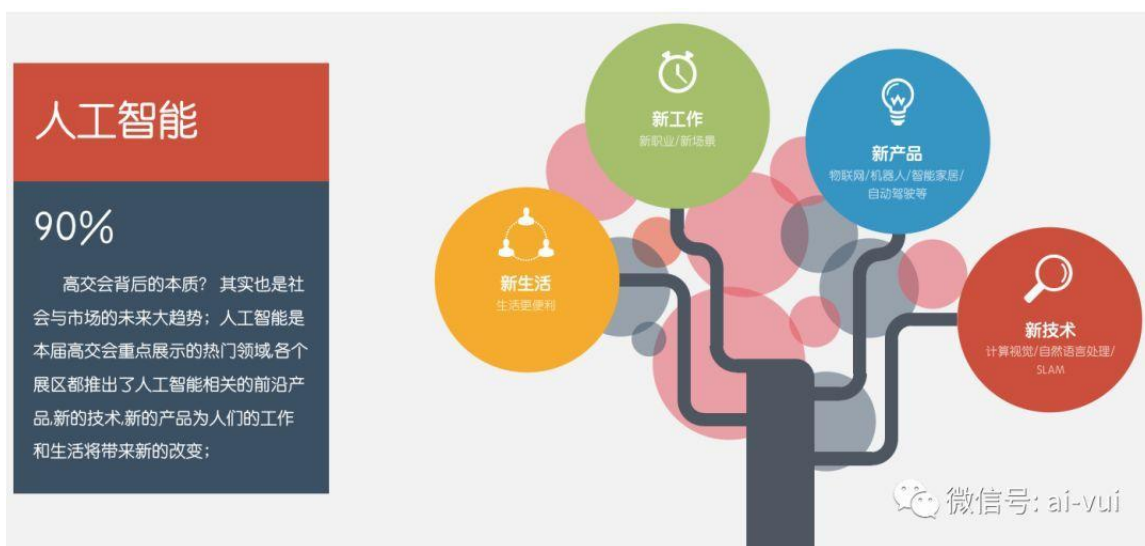 人工智能
90%
高交会背后的本质? 其实也是社
会与市场的未来大趋势; 人工智能是
本届高交会重点展示的热门领域,各个
展区都推出了人工智能相关的前沿产
品,新的技术,新的产品为人们的工作
和生活将带来新的改变;
新工作
新职业/新场景
新产品
物联网/机器人/智能家居/
自动驾驶等
新生活
生活更便利
新技术
计算视觉/自然语言处理/
SLAM
微信号: ai-vui